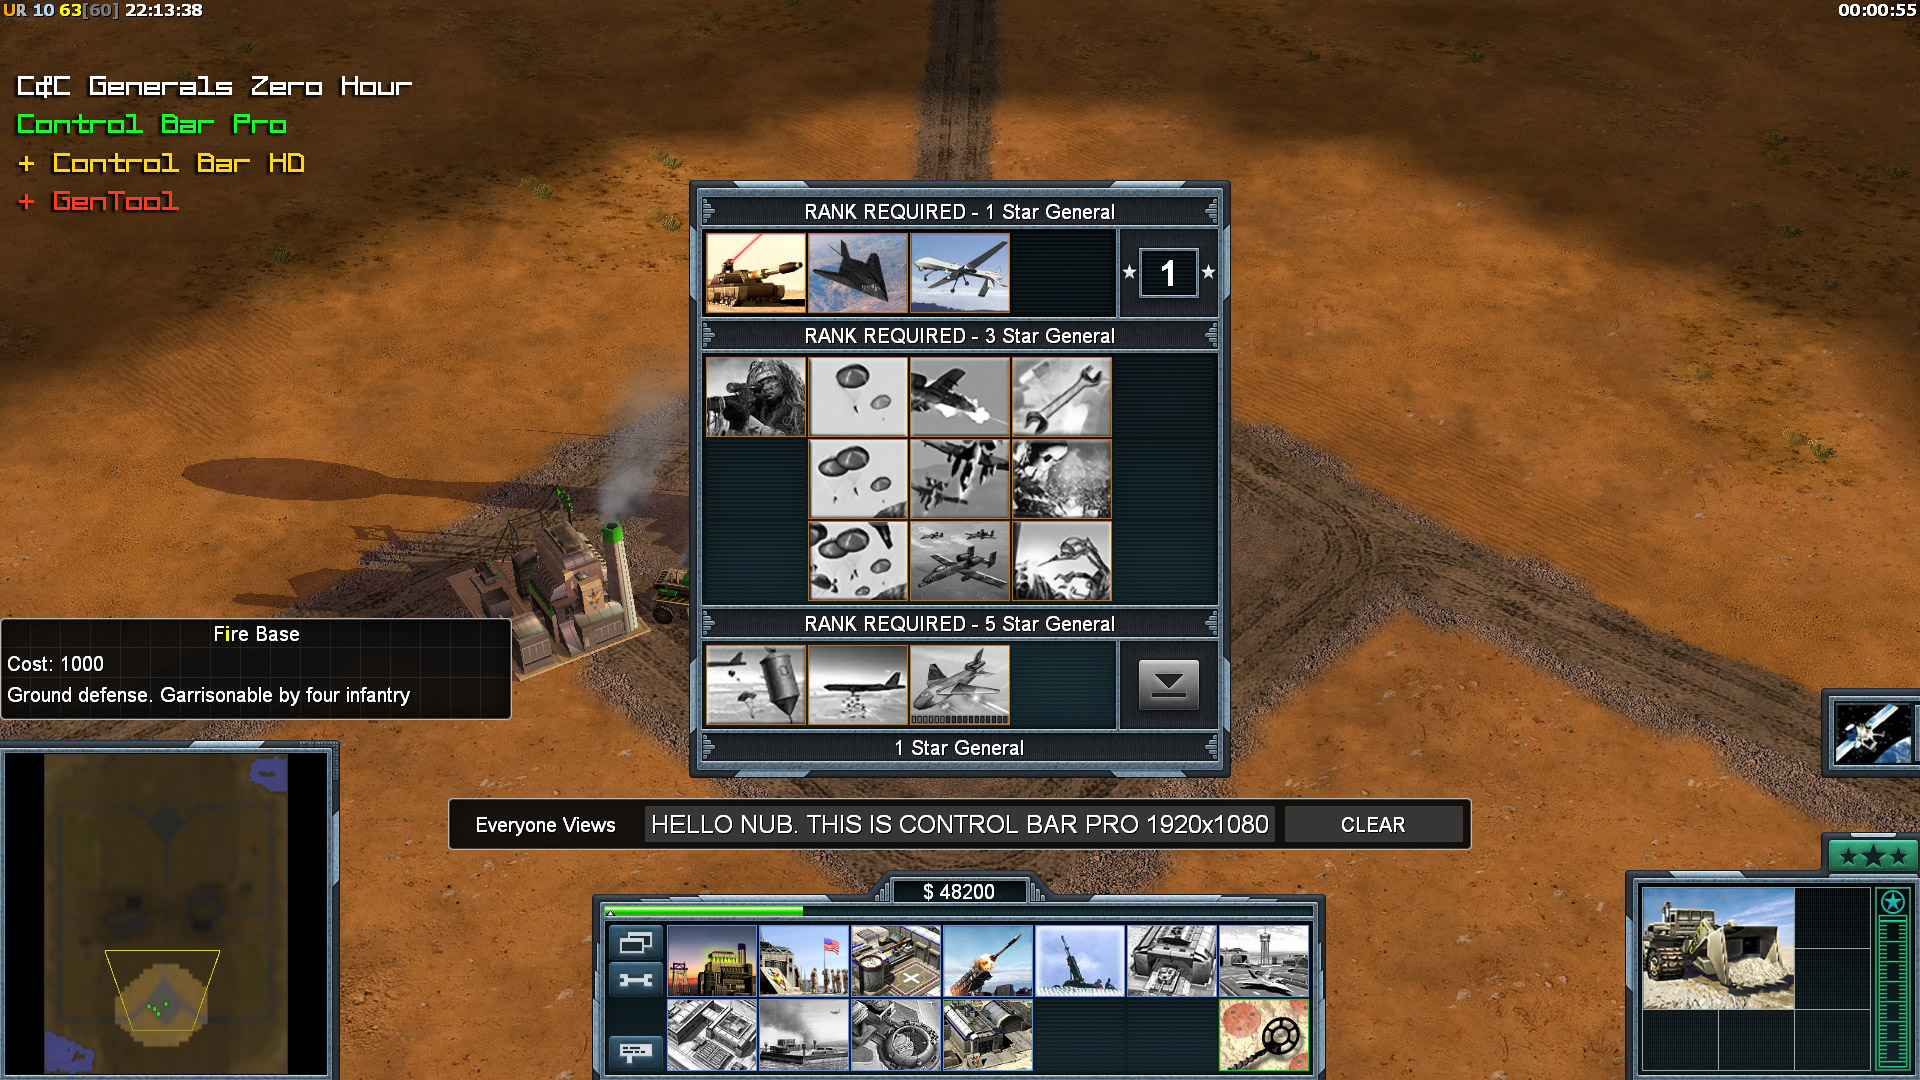 UR 10 63[60] 22:13:38
00:00:55
C&C Generals Zero Hour
Control Bar Pro
+ Control Bar HD
+ GenTool
RANK REQUIRED - 1 Star General
1
RANK REQUIRED - 3 Star General
RANK REQUIRED - 5 Star General
1 Star General
Fire Base
Cost: 1000
Ground defense. Garrisonable by four infantry
Everyone Views HELLO NUB. THIS IS CONTROL BAR PRO 1920x1080 CLEAR
$ 48200